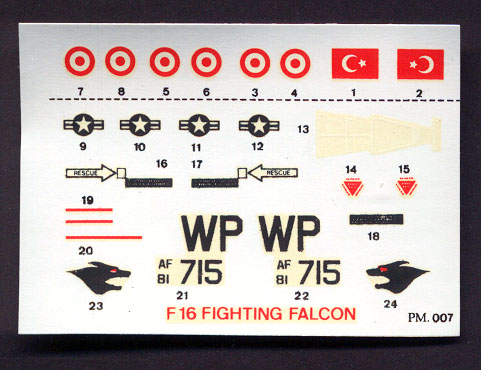 7 8 5 6 3 4 1 2
9 10 11 12 13
RESCUE 16 17 RESCUE 14 15
19
18
20
WP WP
AF 81 715 AF 81 715
23 21 22 24
F16 FIGHTING FALCON PM. 007